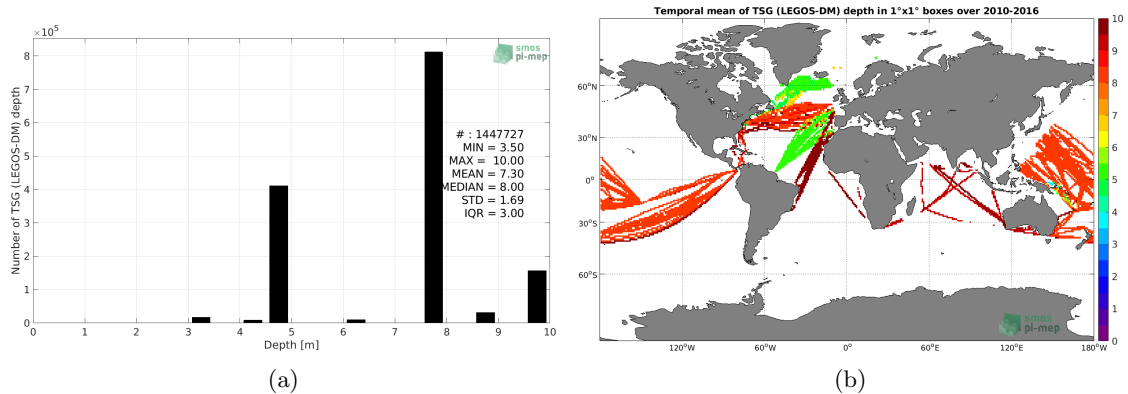 ×10⁵
9
8
7
6
5
4
3
2
1
0
0 1 2 3 4 5 6 7 8 9 10
Number of TSG (LEGOS-DM) depth
Depth [m]
smos
pi-mep
# : 1447727
MIN = 3.50
MAX = 10.00
MEAN = 7.30
MEDIAN = 8.00
STD = 1.69
IQR = 3.00
(a)
Temporal mean of TSG (LEGOS-DM) depth in 1°x1° boxes over 2010-2016
60°N
30°N
0°
30°S
60°S
120°W 60°W 0° 60°E 120°E 180°W
10
9
8
7
6
5
4
3
2
1
0
smos
pi-mep
(b)